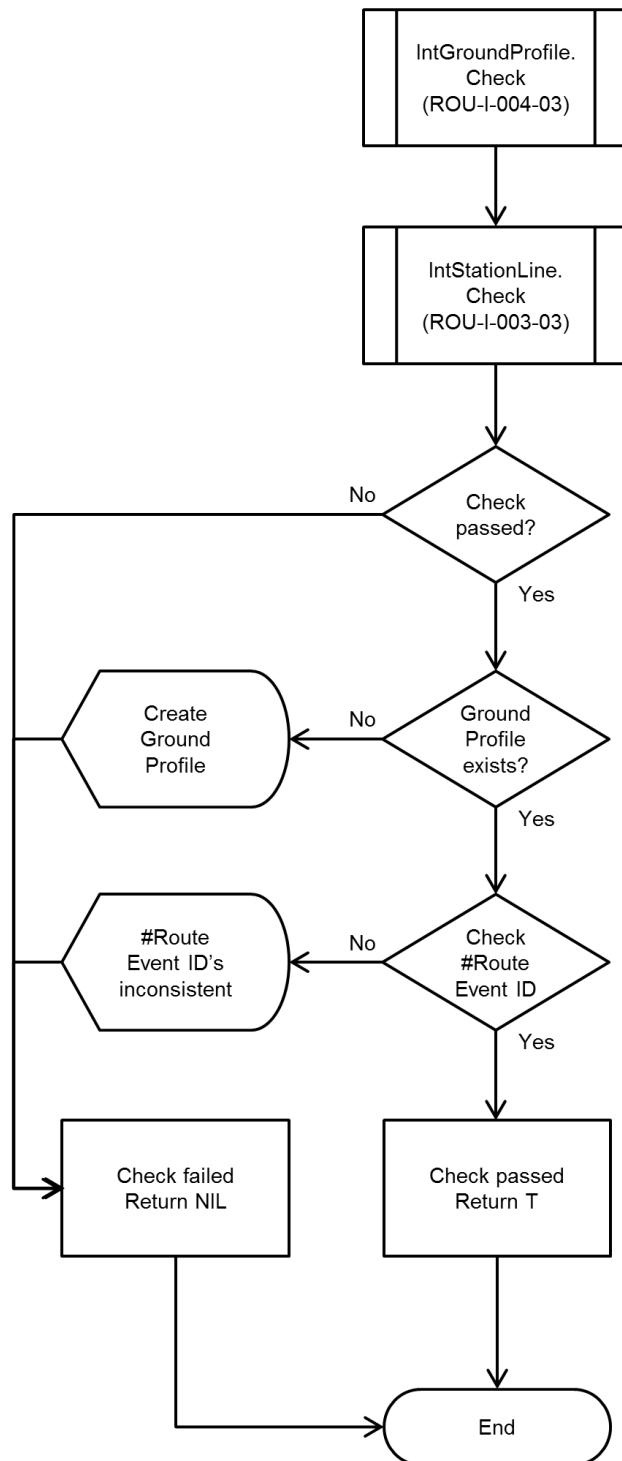 IntGroundProfile.
Check
(ROU-I-004-03)
IntStationLine.
Check
(ROU-I-003-03)
No
Check
passed?
Yes
Create
Ground
Profile
No
Ground
Profile
exists?
Yes
#Route
Event ID's
inconsistent
No
Check
#Route
Event ID
Yes
Check failed
Return NIL
Check passed
Return T
End